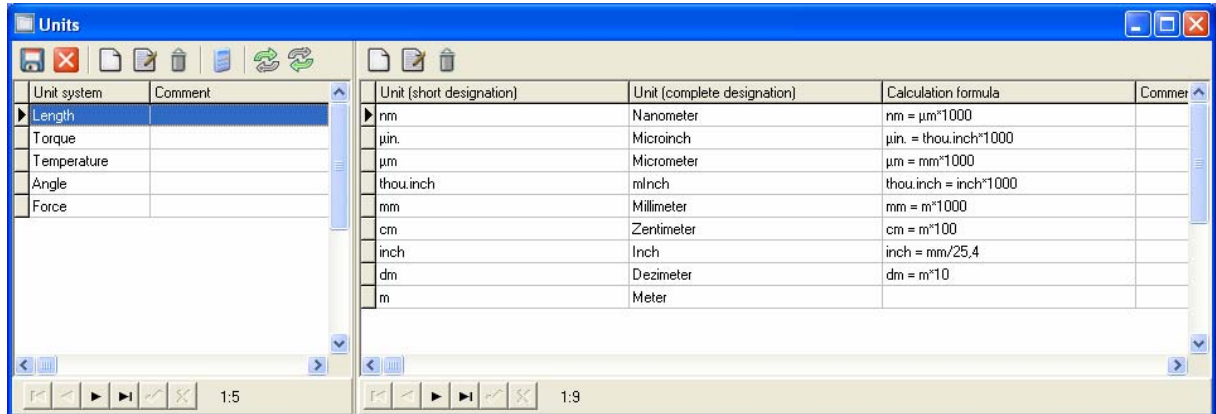 Units
Unit system Comment
Length
Torque
Temperature
Angle
Force
1:5
Unit (short designation) Unit (complete designation) Calculation formula Commer
nm Nanometer nm = µm*1000
µin. Microinch µin. = thou.inch*1000
µm Micrometer µm = mm*1000
thou.inch mInch thou.inch = inch*1000
mm Millimeter mm = m*1000
cm Zentimeter cm = m*100
inch Inch inch = mm/25,4
dm Dezimeter dm = m*10
m Meter
1:9